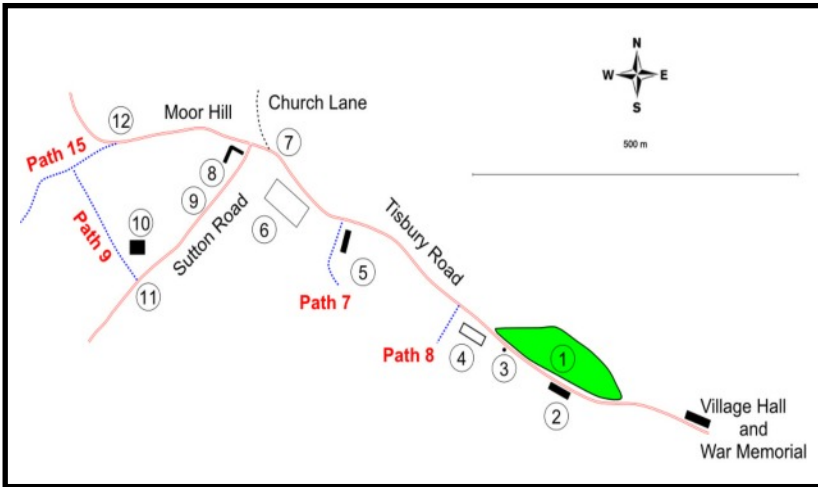 N
W E
S
500 m
Moor Hill
Church Lane
12
7
Path 15
8
9
10
6
Path 9
Sutton Road
Tisbury Road
11
5
Path 7
1
4
3
Path 8
2
Village Hall
and
War Memorial